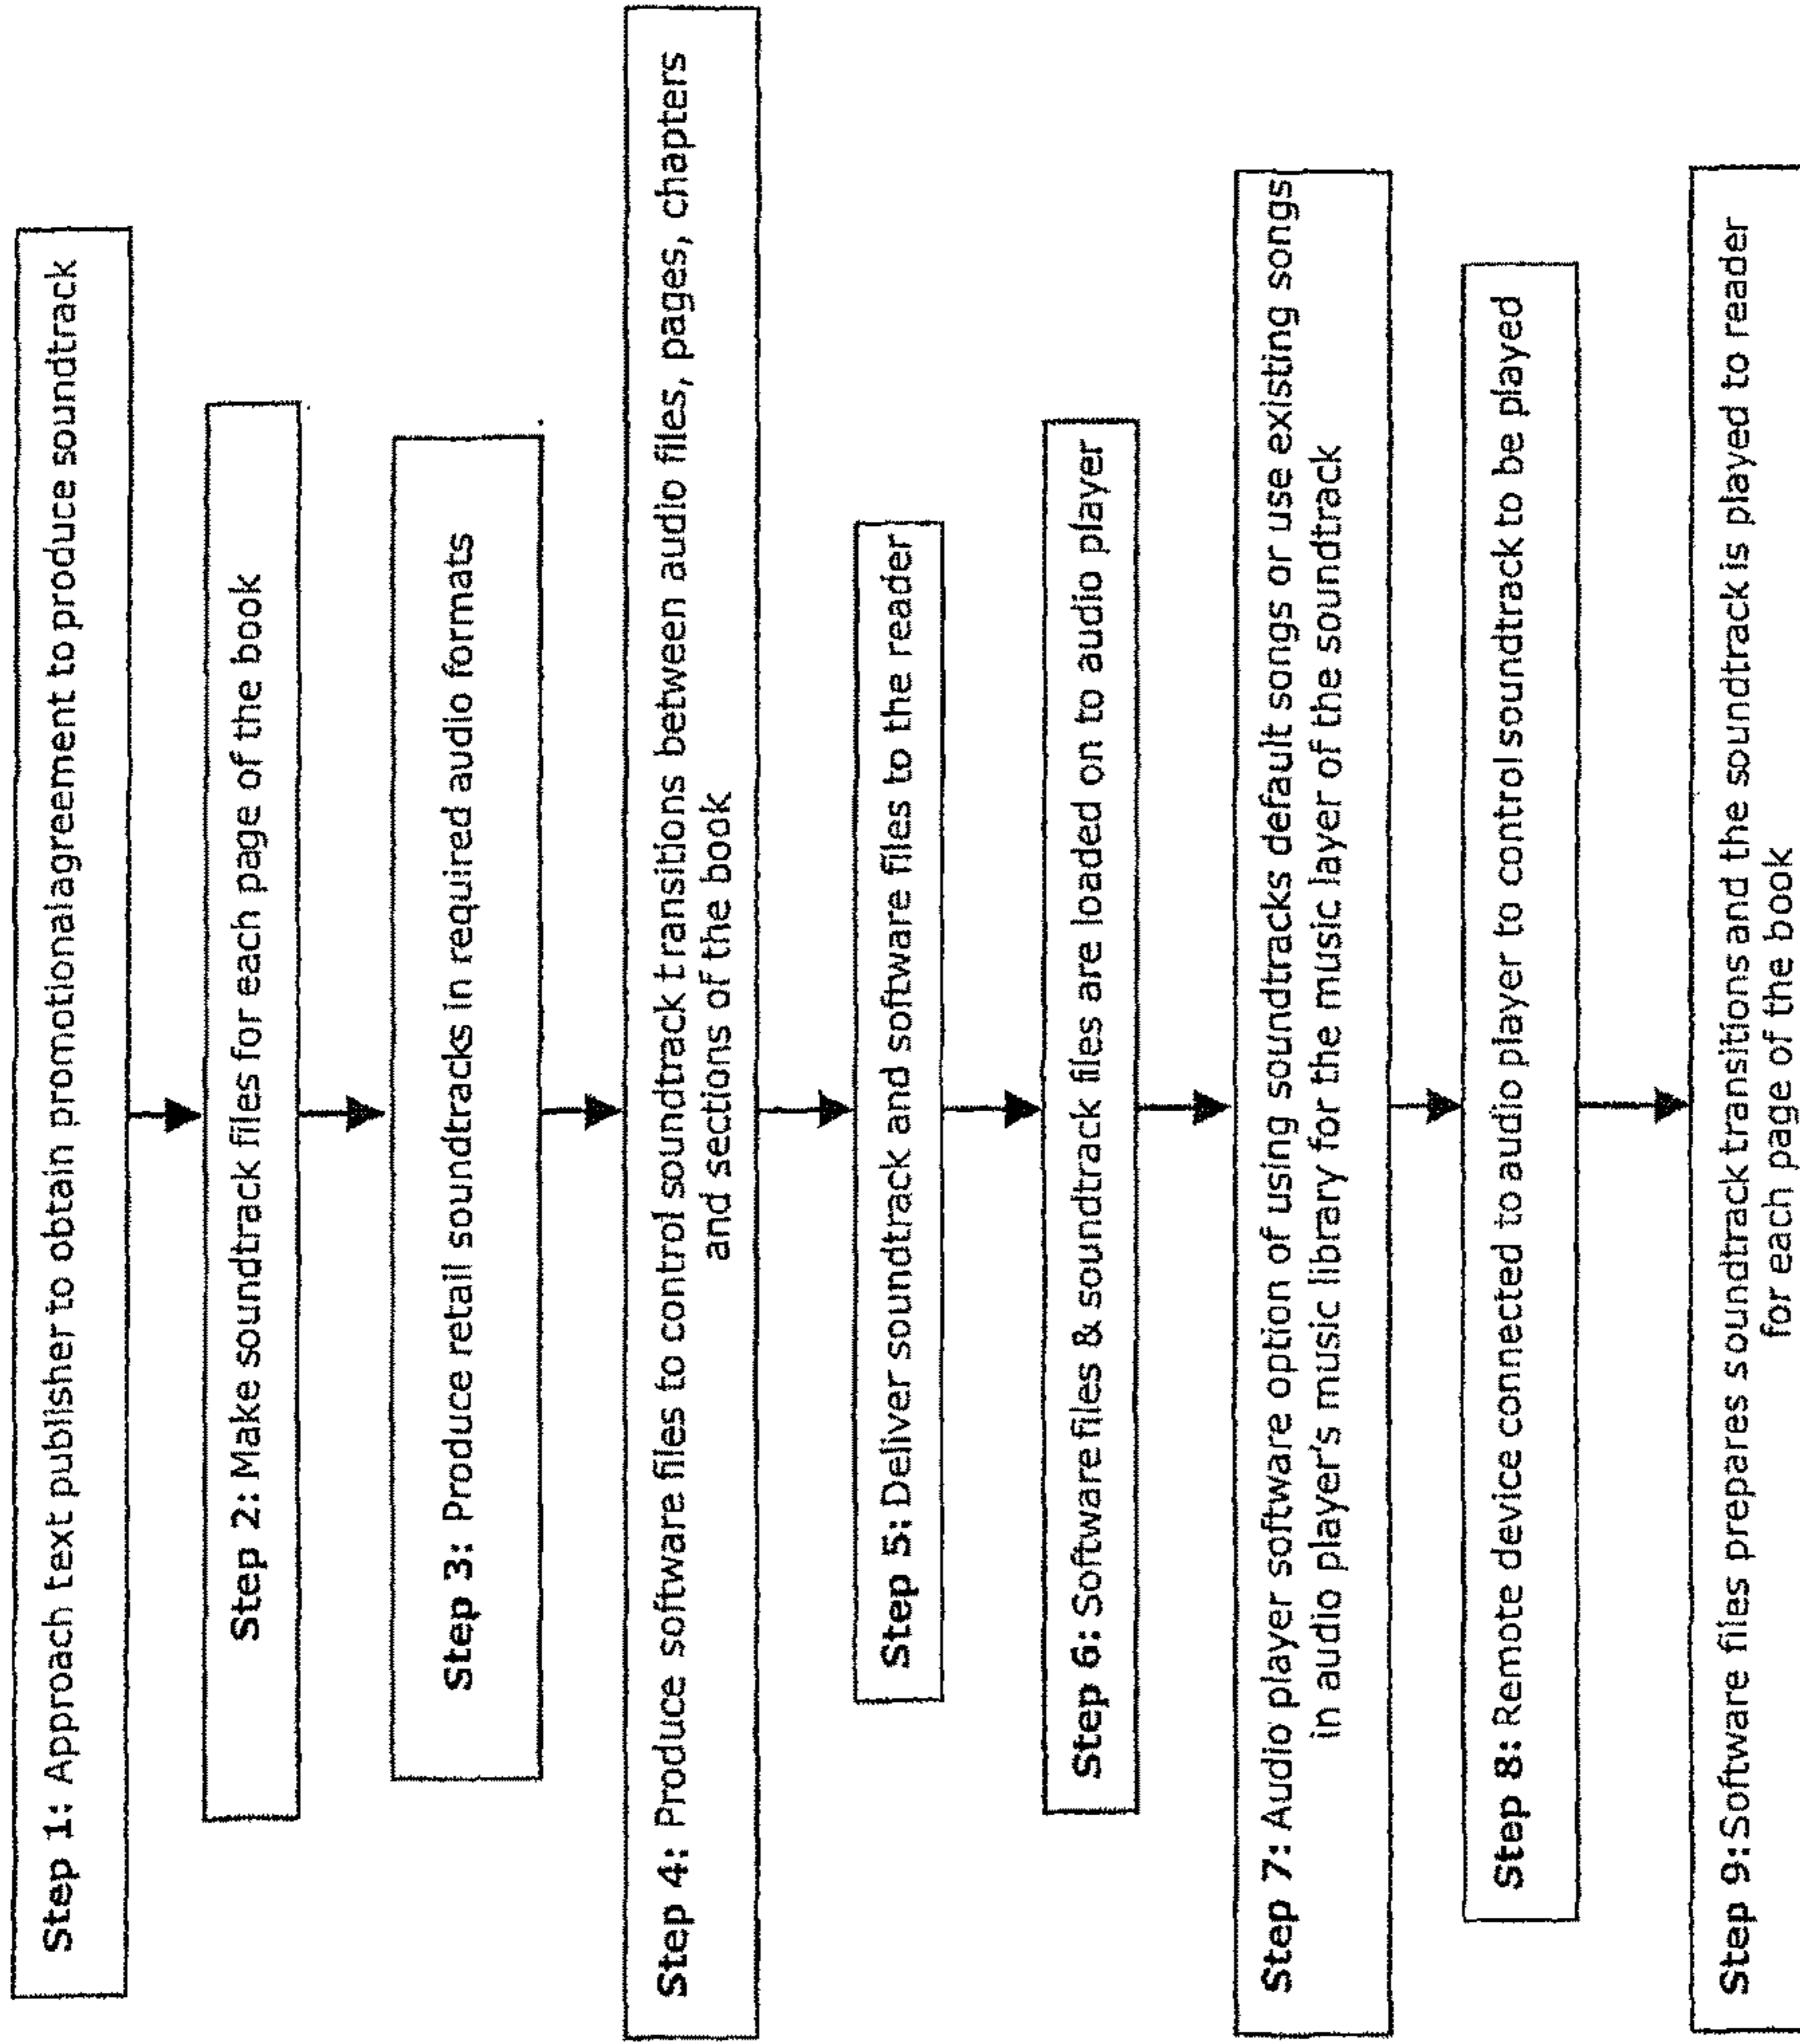 Step 1: Approach text publisher to obtain promotional agreement to produce soundtrack
Step 2: Make soundtrack files for each page of the book
Step 3: Produce retail soundtracks in required audio formats
Step 4: Produce software files to control soundtrack transitions between audio files, pages, chapters
and sections of the book
Step 5: Deliver soundtrack and software files to the reader
Step 6: Software files & soundtrack files are loaded on to audio player
Step 7: Audio player software option of using soundtracks default songs or use existing songs
in audio player's music library for the music layer of the soundtrack
Step 8: Remote device connected to audio player to control soundtrack to be played
Step 9: Software files prepares soundtrack transitions and the soundtrack is played to reader
for each page of the book